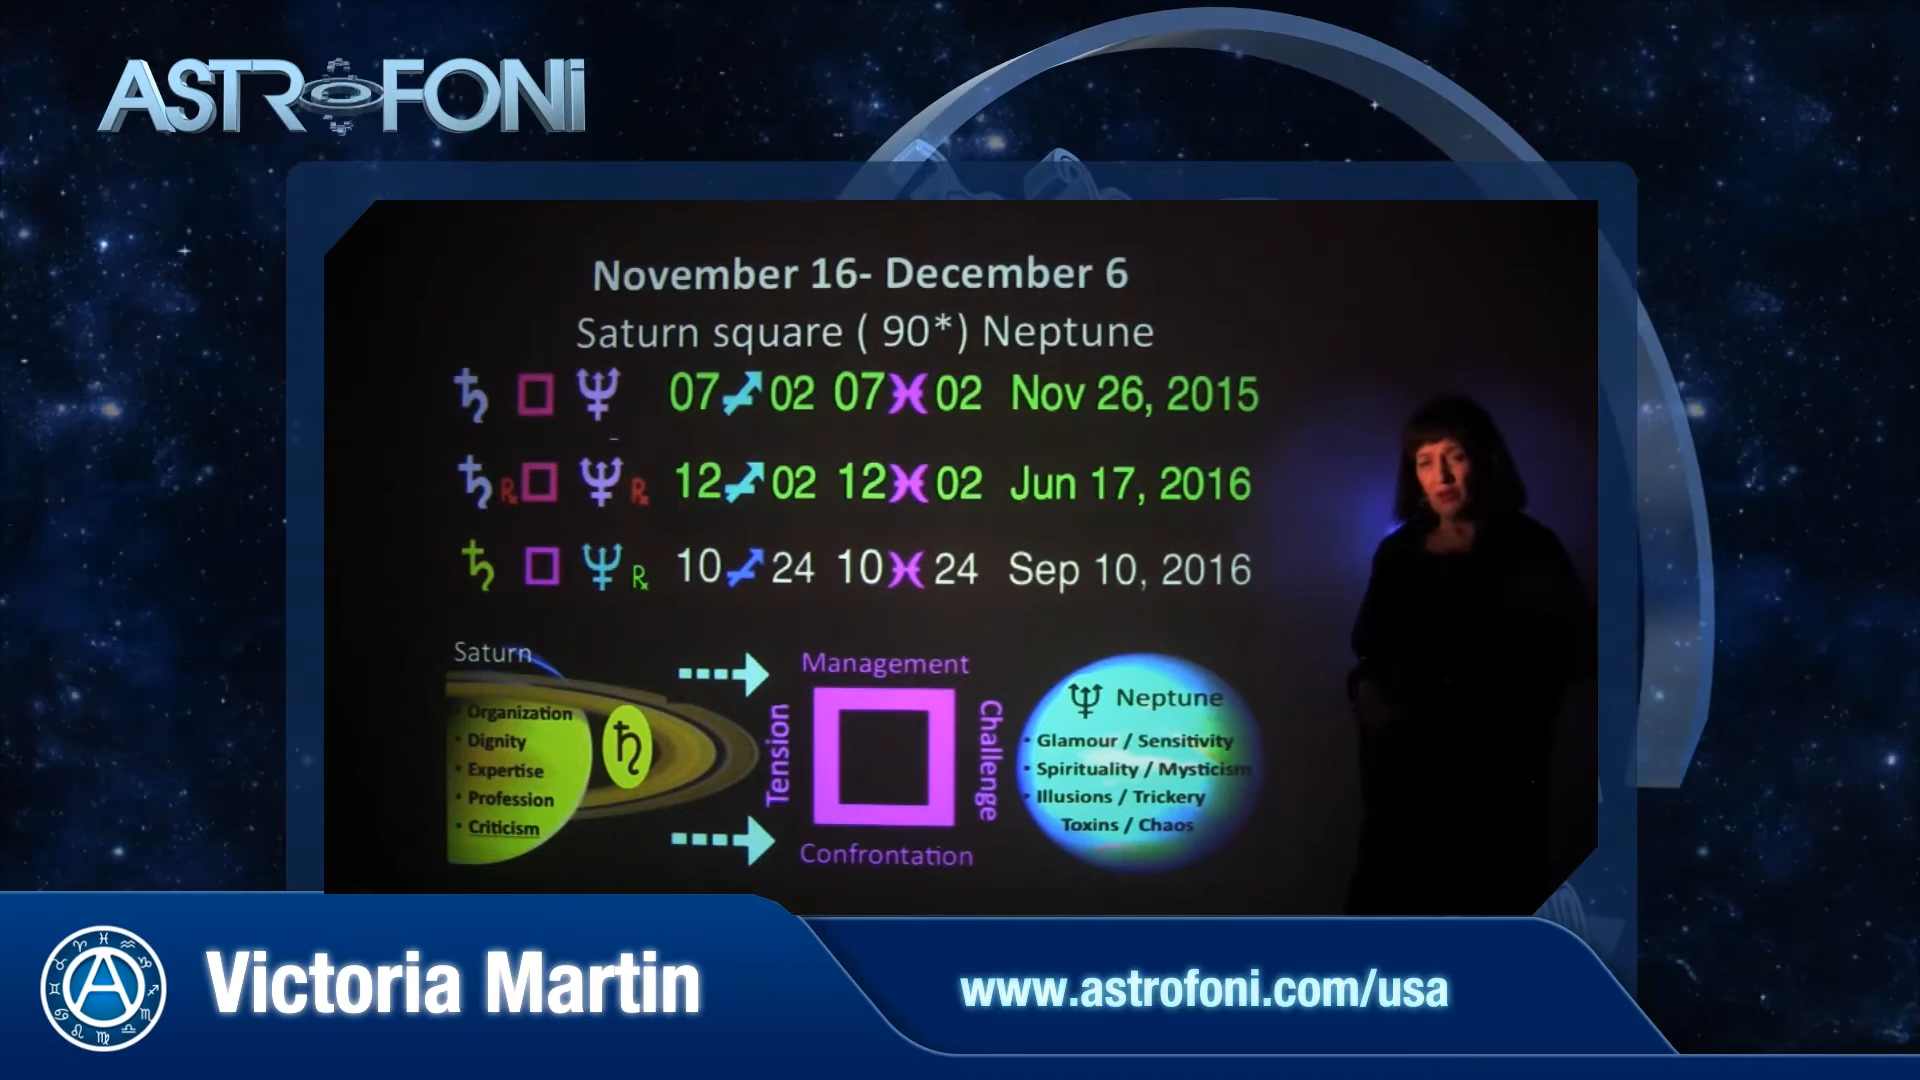 ASTROFONi
November 16- December 6
Saturn square ( 90*) Neptune
♄ □ ♆ 07♐02 07♓02 Nov 26, 2015
♄℞□ ♆℞ 12♐02 12♓02 Jun 17, 2016
♄ □ ♆℞ 10♐24 10♓24 Sep 10, 2016
Saturn
• Organization
• Dignity
• Expertise
• Profession
• Criticism
♄
Management
Tension
Challenge
Confrontation
♆ Neptune
• Glamour / Sensitivity
• Spirituality / Mysticism
• Illusions / Trickery
Toxins / Chaos
A
Victoria Martin
www.astrofoni.com/usa